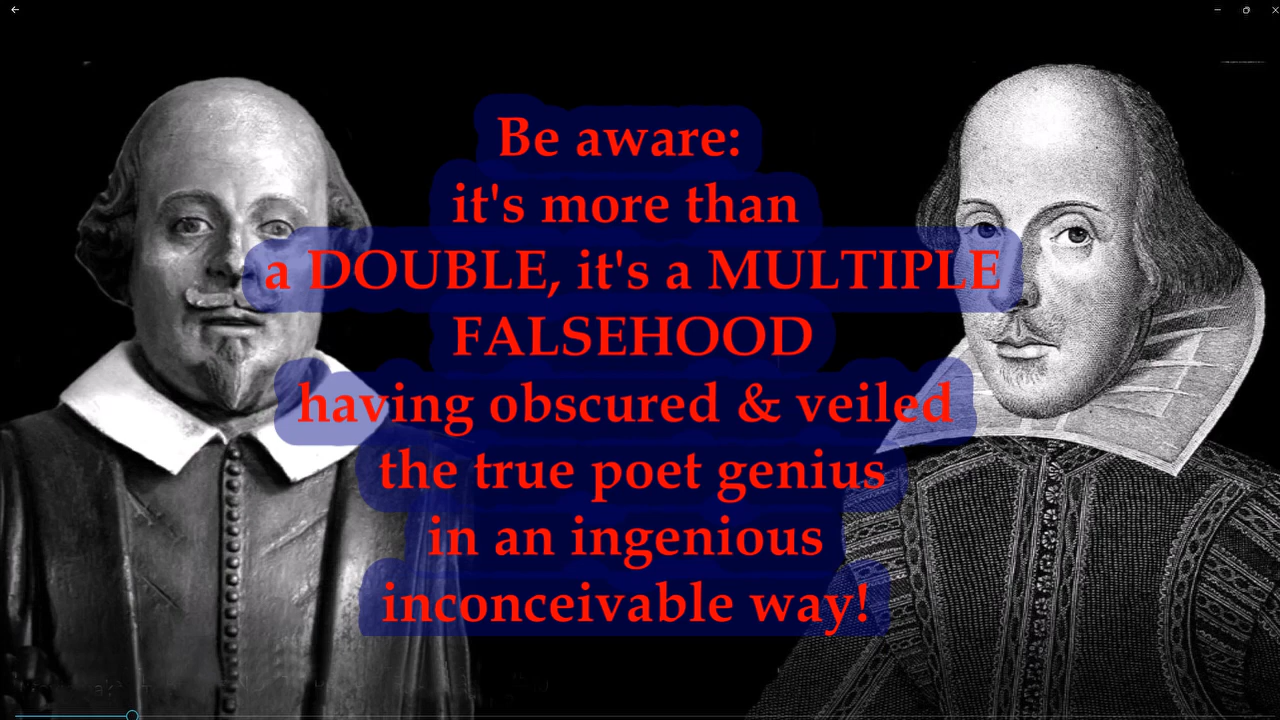 Be aware:
it's more than
a DOUBLE, it's a MULTIPLE
FALSEHOOD
having obscured & veiled
the true poet genius
in an ingenious
inconceivable way!